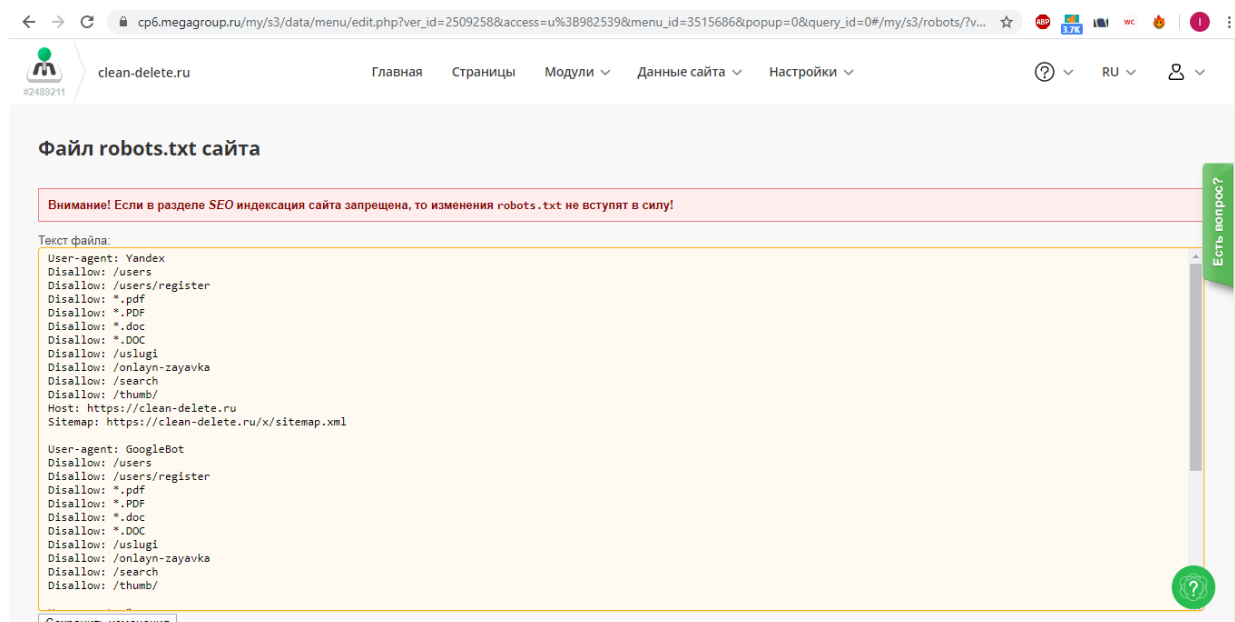 cp6.megagroup.ru/my/s3/data/menu/edit.php?ver_id=2509258&access=u%3B982539&menu_id=3515686&popup=0&query_id=0#/my/s3/robots/?v...
ABP
3.7K
WC
I
clean-delete.ru
Главная
Страницы
Модули
Данные сайта
Настройки
RU
#2489211
Файл robots.txt сайта
Внимание! Если в разделе SEO индексация сайта запрещена, то изменения robots.txt не вступят в силу!
Есть вопрос?
Текст файла:
User-agent: Yandex
Disallow: /users
Disallow: /users/register
Disallow: *.pdf
Disallow: *.PDF
Disallow: *.doc
Disallow: *.DOC
Disallow: /uslugi
Disallow: /onlayn-zayavka
Disallow: /search
Disallow: /thumb/
Host: https://clean-delete.ru
Sitemap: https://clean-delete.ru/x/sitemap.xml
User-agent: GoogleBot
Disallow: /users
Disallow: /users/register
Disallow: *.pdf
Disallow: *.PDF
Disallow: *.doc
Disallow: *.DOC
Disallow: /uslugi
Disallow: /onlayn-zayavka
Disallow: /search
Disallow: /thumb/